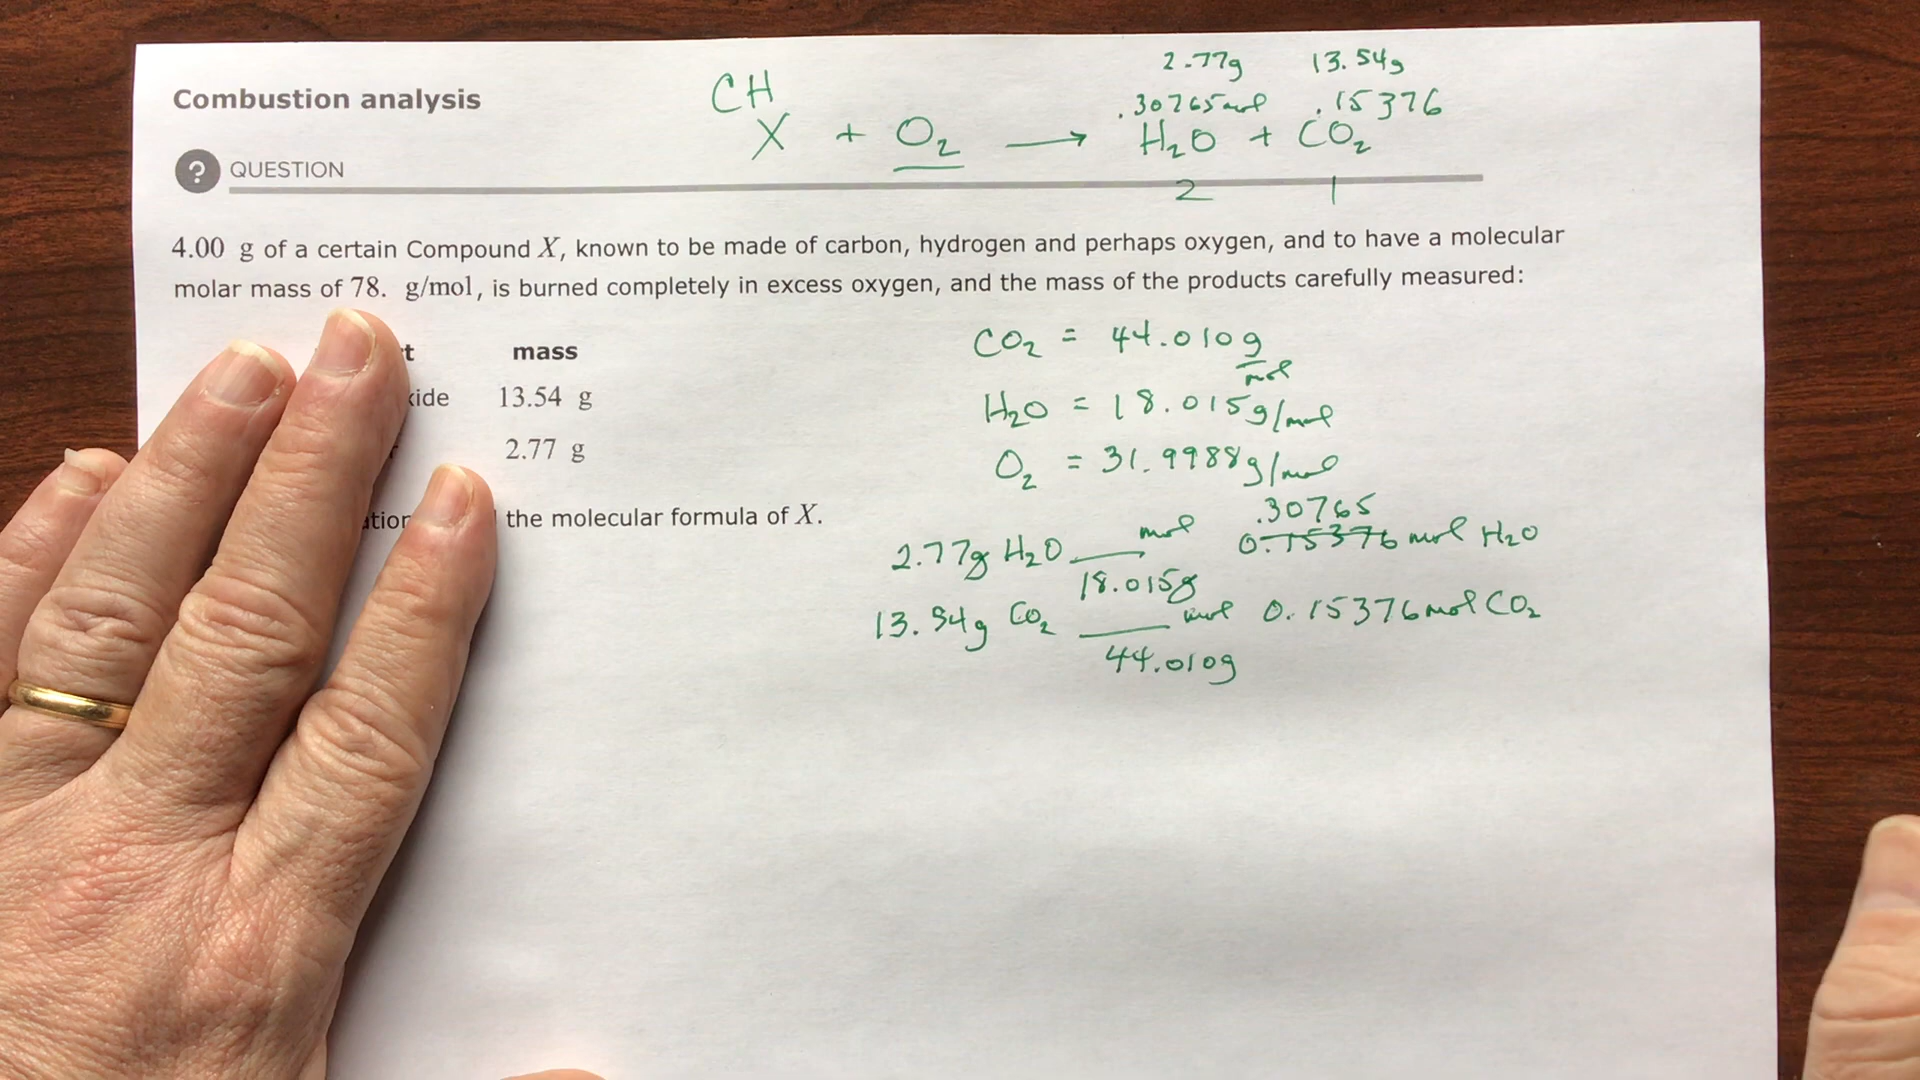 2.77g 13.54g
CH .30765mol .15376
Combustion analysis
X + O2 → H2O + CO2
? QUESTION
2 1
4.00 g of a certain Compound X, known to be made of carbon, hydrogen and perhaps oxygen, and to have a molecular
molar mass of 78. g/mol, is burned completely in excess oxygen, and the mass of the products carefully measured:
t mass
CO2 = 44.010g/mol
xide 13.54 g
H2O = 18.015g/mol
r 2.77 g
O2 = 31.9988g/mol
ation the molecular formula of X.
.30765
2.77g H2O mol/18.015g 0.15376 mol H2O
13.54g CO2 mol/44.010g 0.15376 mol CO2